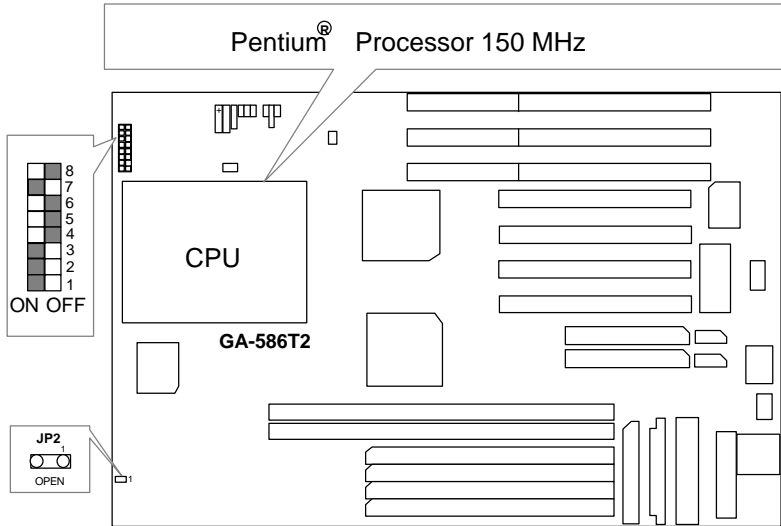 Pentium® Processor 150 MHz
+
8
7
6
5
4
3
2
1
ON OFF
CPU
GA-586T2
JP2
1
OPEN
1